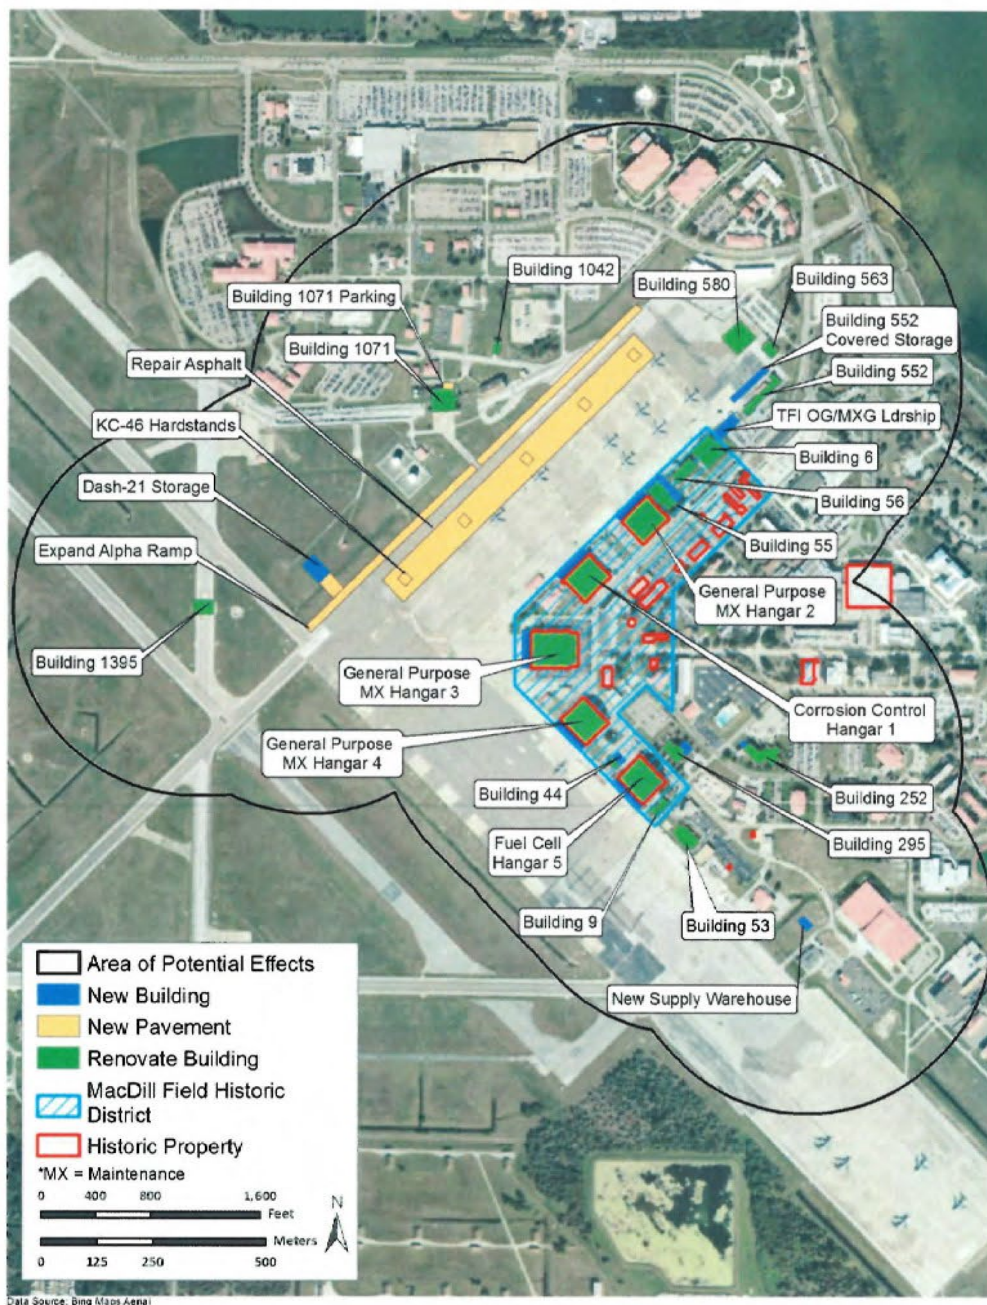 Building 1042
Building 580
Building 563
Building 1071 Parking
Building 552
Covered Storage
Building 1071
Repair Asphalt
Building 552
KC-46 Hardstands
TFI OG/MXG Ldrship
Building 6
Dash-21 Storage
Building 56
Expand Alpha Ramp
Building 55
General Purpose
MX Hangar 2
Building 1395
General Purpose
MX Hangar 3
Corrosion Control
Hangar 1
General Purpose
MX Hangar 4
Building 44
Building 252
Fuel Cell
Hangar 5
Building 295
Building 9
Building 53
New Supply Warehouse
Area of Potential Effects
New Building
New Pavement
Renovate Building
MacDill Field Historic
District
Historic Property
*MX = Maintenance
0 400 800 1,600
Feet
N
Meters
0 125 250 500
Data Source: Bing Maps Aerial